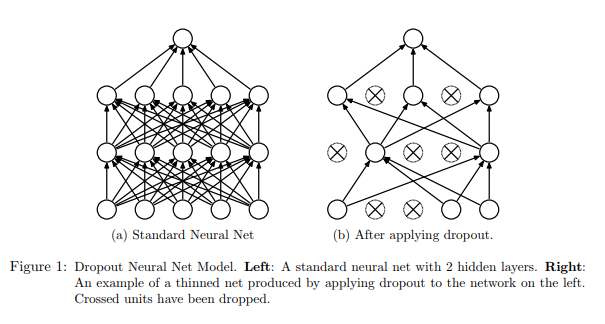 (a) Standard Neural Net
(b) After applying dropout.
Figure 1: Dropout Neural Net Model. Left: A standard neural net with 2 hidden layers. Right:
An example of a thinned net produced by applying dropout to the network on the left.
Crossed units have been dropped.